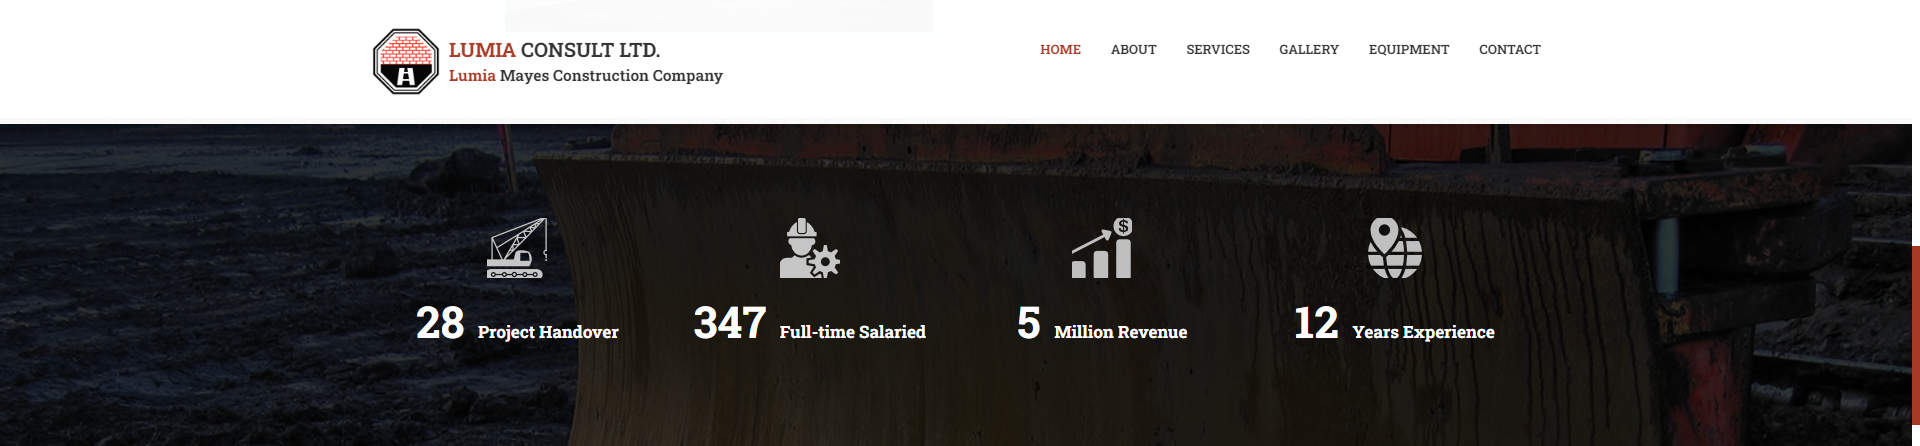 LUMIA CONSULT LTD.
Lumia Mayes Construction Company
HOME ABOUT SERVICES GALLERY EQUIPMENT CONTACT
$
28 Project Handover
347 Full-time Salaried
5 Million Revenue
12 Years Experience